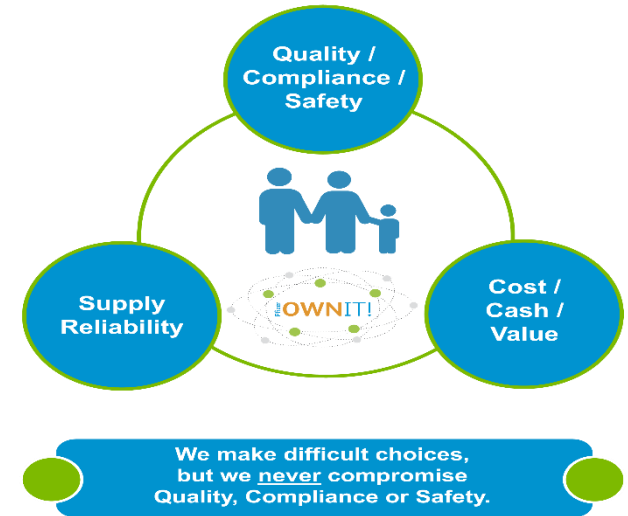 Quality /
Compliance /
Safety
Supply
Reliability
Pfizer OWNIT!
Cost /
Cash /
Value
We make difficult choices,
but we never compromise
Quality, Compliance or Safety.